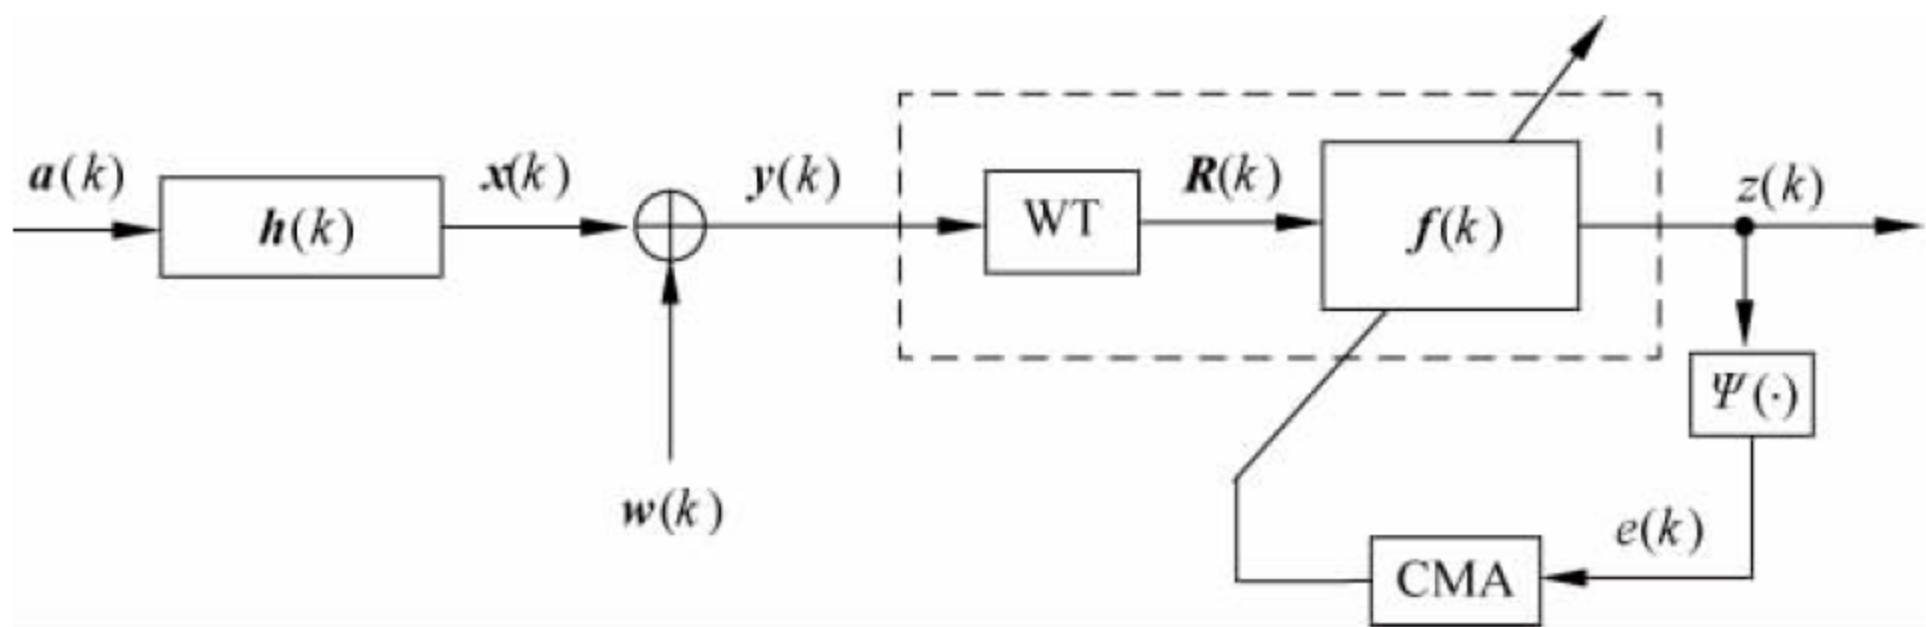 a(k)
h(k)
x(k)
y(k)
w(k)
WT
R(k)
f(k)
z(k)
Ψ(·)
e(k)
CMA